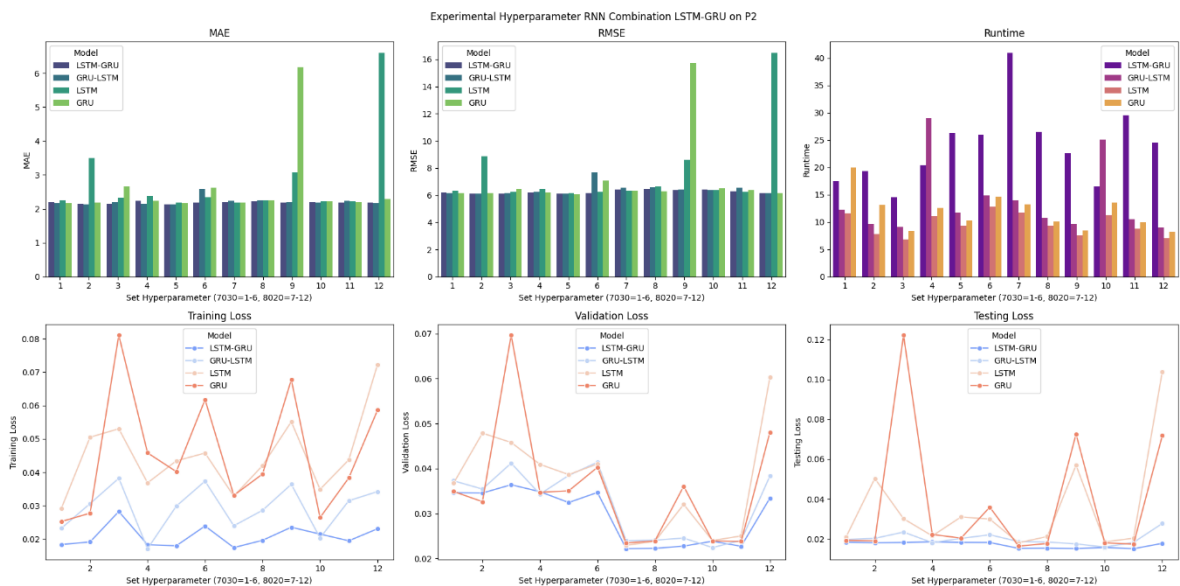 Experimental Hyperparameter RNN Combination LSTM-GRU on P2
MAE
Model
LSTM-GRU
GRU-LSTM
LSTM
GRU
MAE
6
5
4
3
2
1
0
1 2 3 4 5 6 7 8 9 10 11 12
Set Hyperparameter (7030=1-6, 8020=7-12)
RMSE
Model
LSTM-GRU
GRU-LSTM
LSTM
GRU
RMSE
16
14
12
10
8
6
4
2
0
1 2 3 4 5 6 7 8 9 10 11 12
Set Hyperparameter (7030=1-6, 8020=7-12)
Runtime
Model
LSTM-GRU
GRU-LSTM
LSTM
GRU
Runtime
40
35
30
25
20
15
10
5
0
1 2 3 4 5 6 7 8 9 10 11 12
Set Hyperparameter (7030=1-6, 8020=7-12)
Training Loss
Model
LSTM-GRU
GRU-LSTM
LSTM
GRU
Training Loss
0.08
0.07
0.06
0.05
0.04
0.03
0.02
2 4 6 8 10 12
Set Hyperparameter (7030=1-6, 8020=7-12)
Validation Loss
Model
LSTM-GRU
GRU-LSTM
LSTM
GRU
Validation Loss
0.07
0.06
0.05
0.04
0.03
0.02
2 4 6 8 10 12
Set Hyperparameter (7030=1-6, 8020=7-12)
Testing Loss
Model
LSTM-GRU
GRU-LSTM
LSTM
GRU
Testing Loss
0.12
0.10
0.08
0.06
0.04
0.02
2 4 6 8 10 12
Set Hyperparameter (7030=1-6, 8020=7-12)